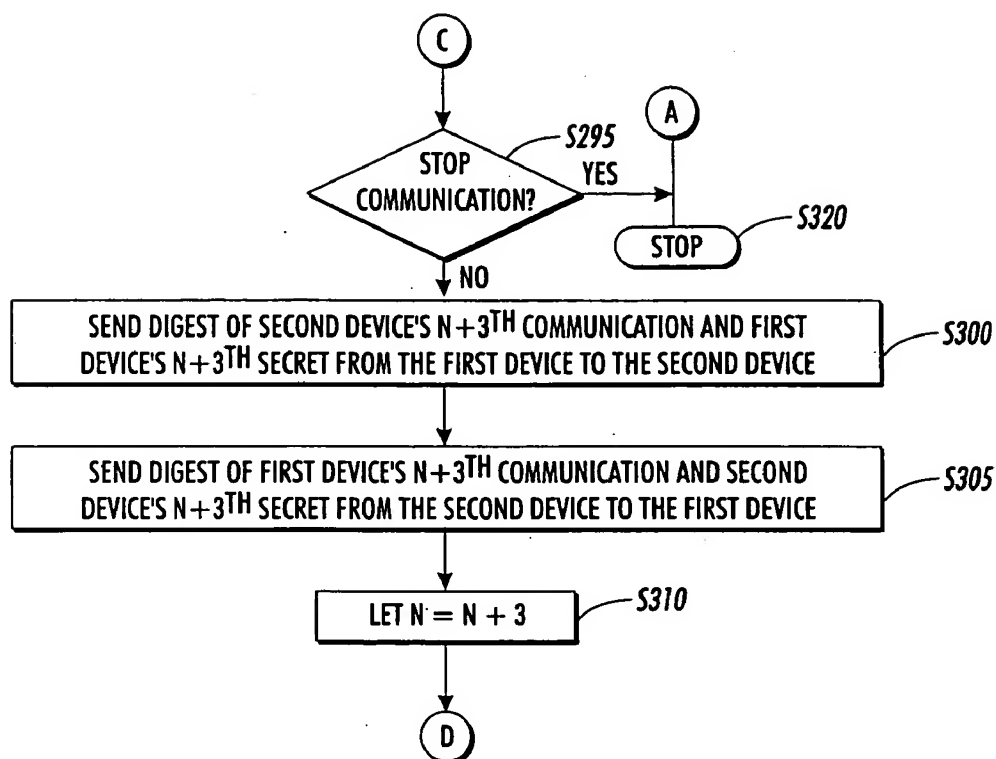 C
A
S295
STOP
COMMUNICATION?
YES
S320
STOP
NO
SEND DIGEST OF SECOND DEVICE'S N+3TH COMMUNICATION AND FIRST
DEVICE'S N+3TH SECRET FROM THE FIRST DEVICE TO THE SECOND DEVICE
S300
SEND DIGEST OF FIRST DEVICE'S N+3TH COMMUNICATION AND SECOND
DEVICE'S N+3TH SECRET FROM THE SECOND DEVICE TO THE FIRST DEVICE
S305
LET N = N + 3
S310
D